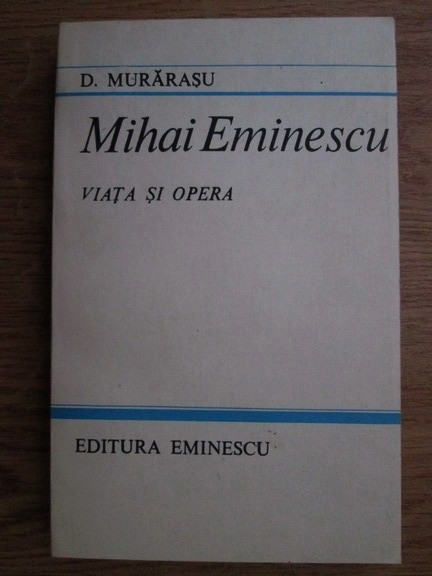 D. MURĂRAȘU
Mihai Eminescu
VIAȚA ȘI OPERA
EDITURA EMINESCU